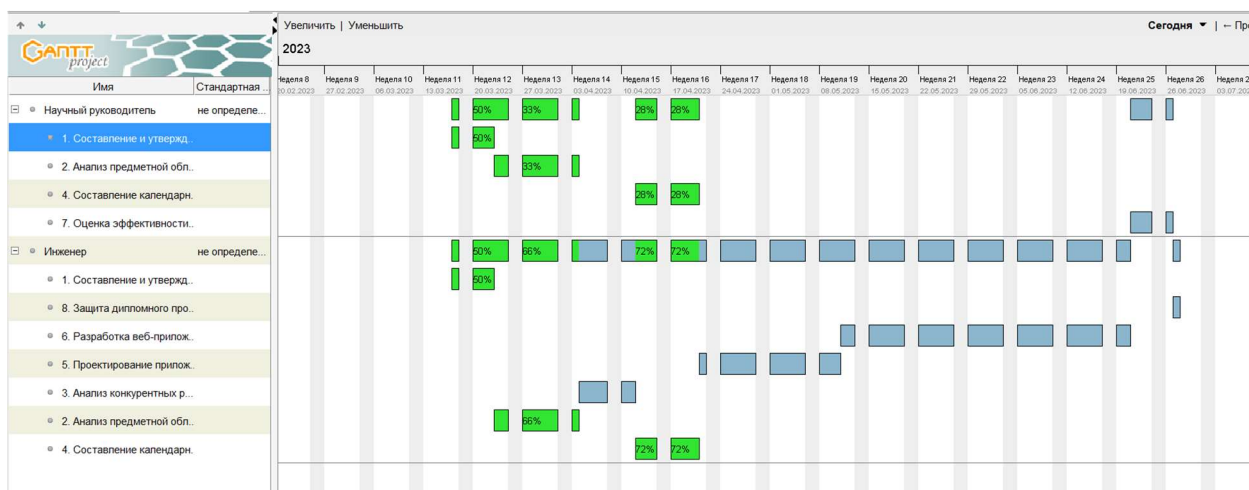 Увеличить | Уменьшить
Сегодня ▼ | ← Про
2023
GANTT project
Имя Стандартная ...
Неделя 8 Неделя 9 Неделя 10 Неделя 11 Неделя 12 Неделя 13 Неделя 14 Неделя 15 Неделя 16 Неделя 17 Неделя 18 Неделя 19 Неделя 20 Неделя 21 Неделя 22 Неделя 23 Неделя 24 Неделя 25 Неделя 26 Неделя 2
20.02.2023 27.02.2023 06.03.2023 13.03.2023 20.03.2023 27.03.2023 03.04.2023 10.04.2023 17.04.2023 24.04.2023 01.05.2023 08.05.2023 15.05.2023 22.05.2023 29.05.2023 05.06.2023 12.06.2023 19.06.2023 26.06.2023 03.07.202
Научный руководитель не определе... 50% 33% 28% 28%
1. Составление и утвержд.. 50%
2. Анализ предметной обл.. 33%
4. Составление календарн. 28% 28%
7. Оценка эффективности..
Инженер не определе... 50% 66% 72% 72%
1. Составление и утвержд.. 50%
8. Защита дипломного про..
6. Разработка веб-прилож..
5. Проектирование прилож..
3. Анализ конкурентных р...
2. Анализ предметной обл.. 66%
4. Составление календарн. 72% 72%